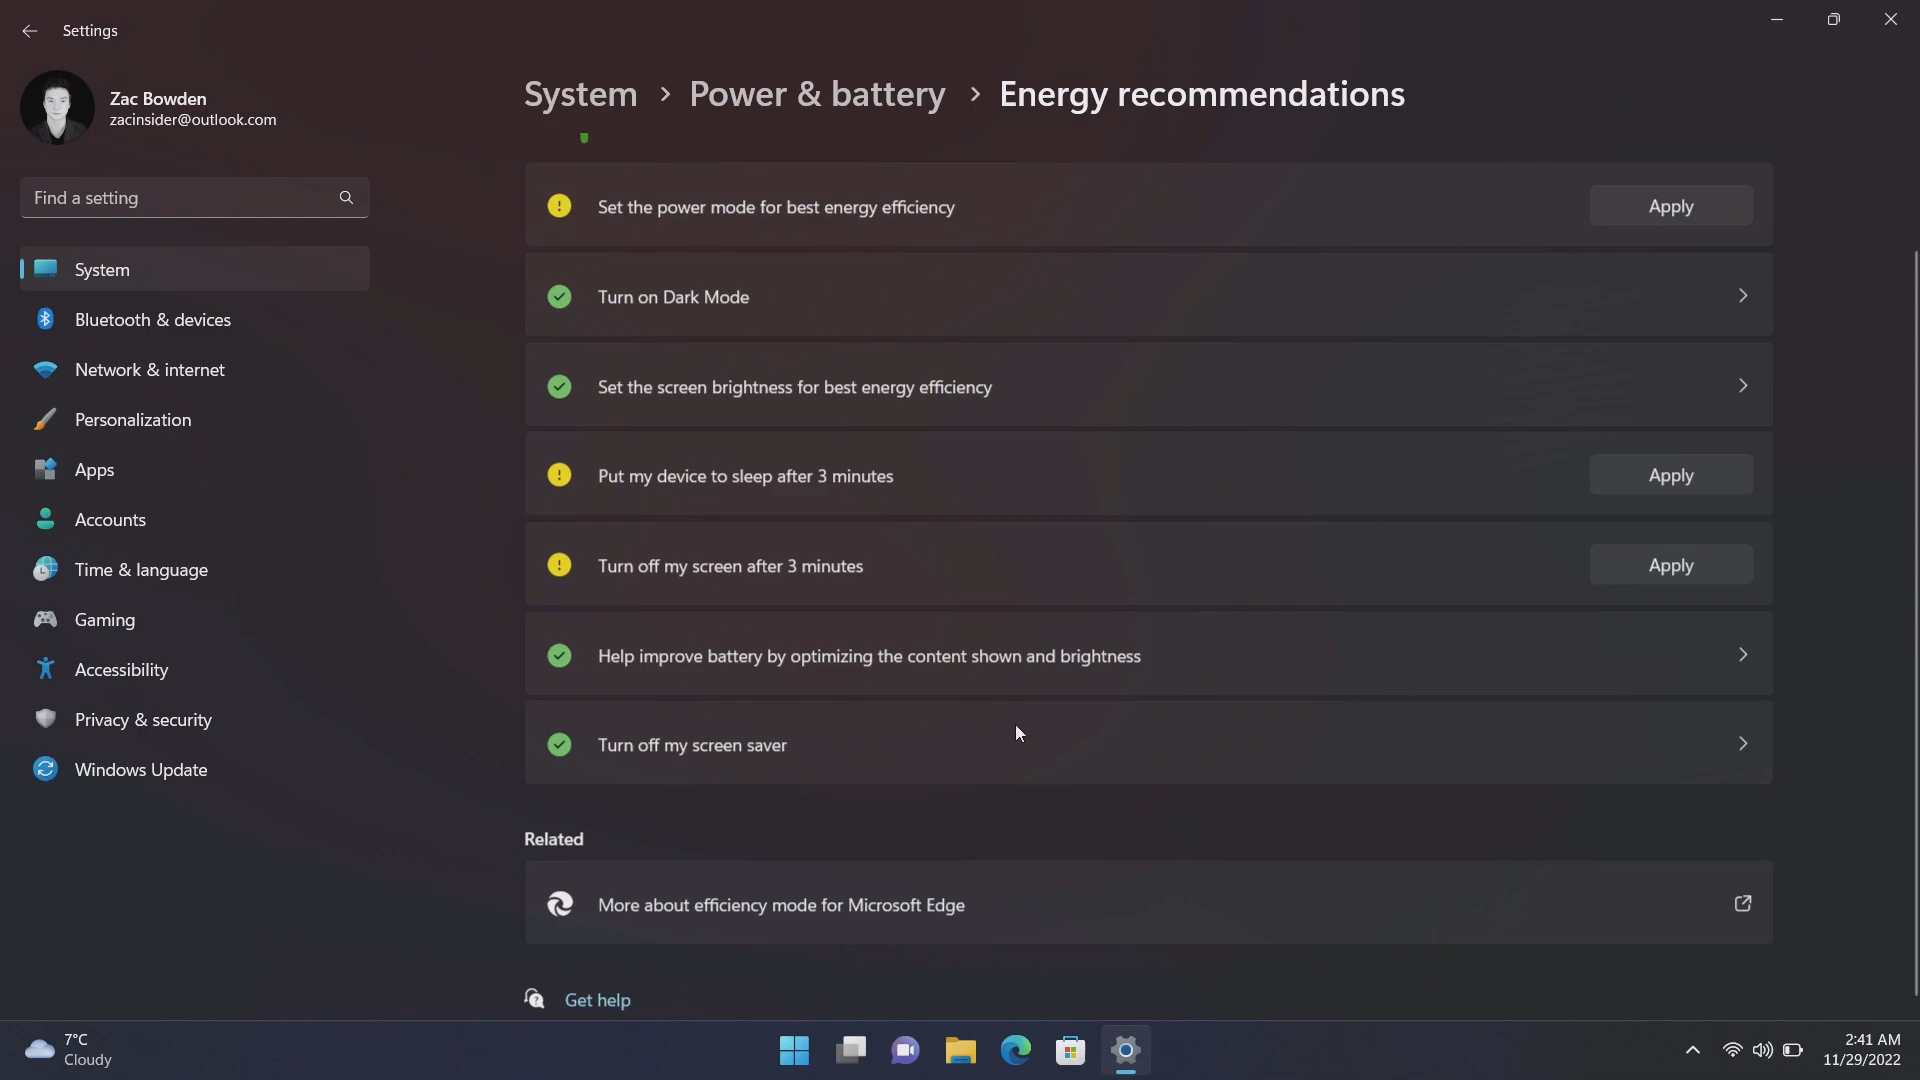 Settings
Zac Bowden
zacinsider@outlook.com
Find a setting
System
Bluetooth & devices
Network & internet
Personalization
Apps
Accounts
Time & language
Gaming
Accessibility
Privacy & security
Windows Update
System > Power & battery > Energy recommendations
Set the power mode for best energy efficiency Apply
Turn on Dark Mode
Set the screen brightness for best energy efficiency
Put my device to sleep after 3 minutes Apply
Turn off my screen after 3 minutes Apply
Help improve battery by optimizing the content shown and brightness
Turn off my screen saver
Related
More about efficiency mode for Microsoft Edge
Get help
7°C
Cloudy
2:41 AM
11/29/2022